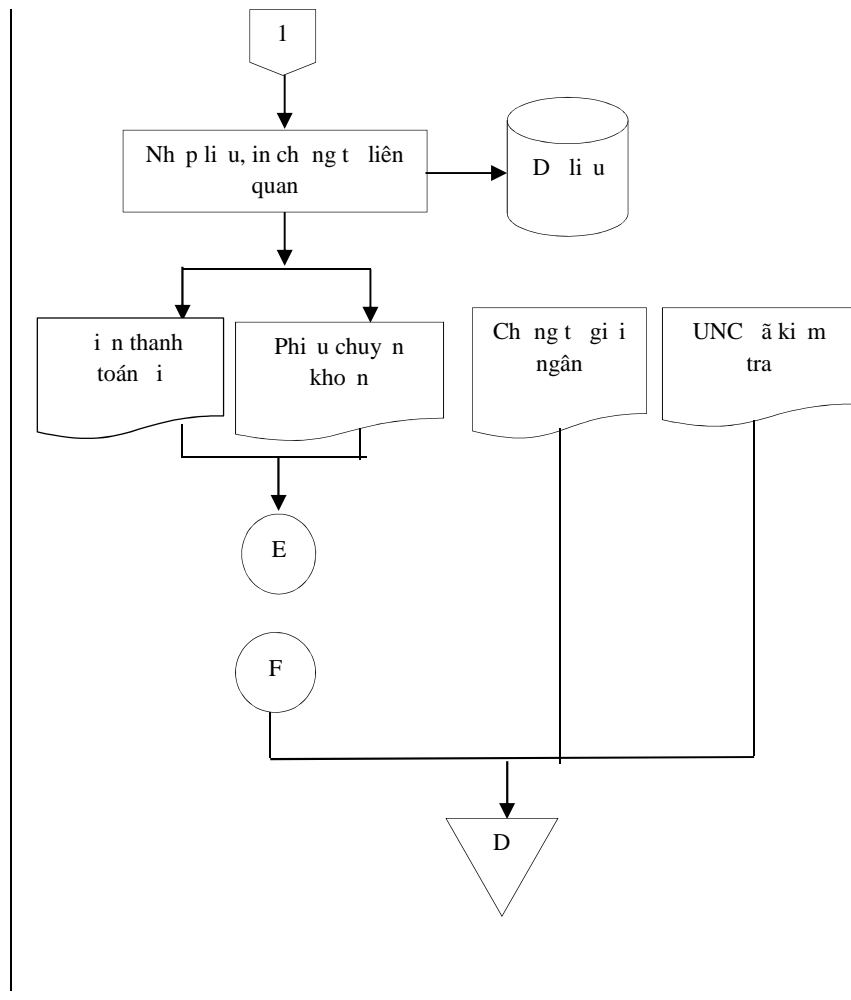 1
Nh p li u, in ch ng t liên
quan
D li u
i n thanh
toán i
Phi u chuy n
kho n
Ch ng t gi i
ngân
UNC ã ki m
tra
E
F
D